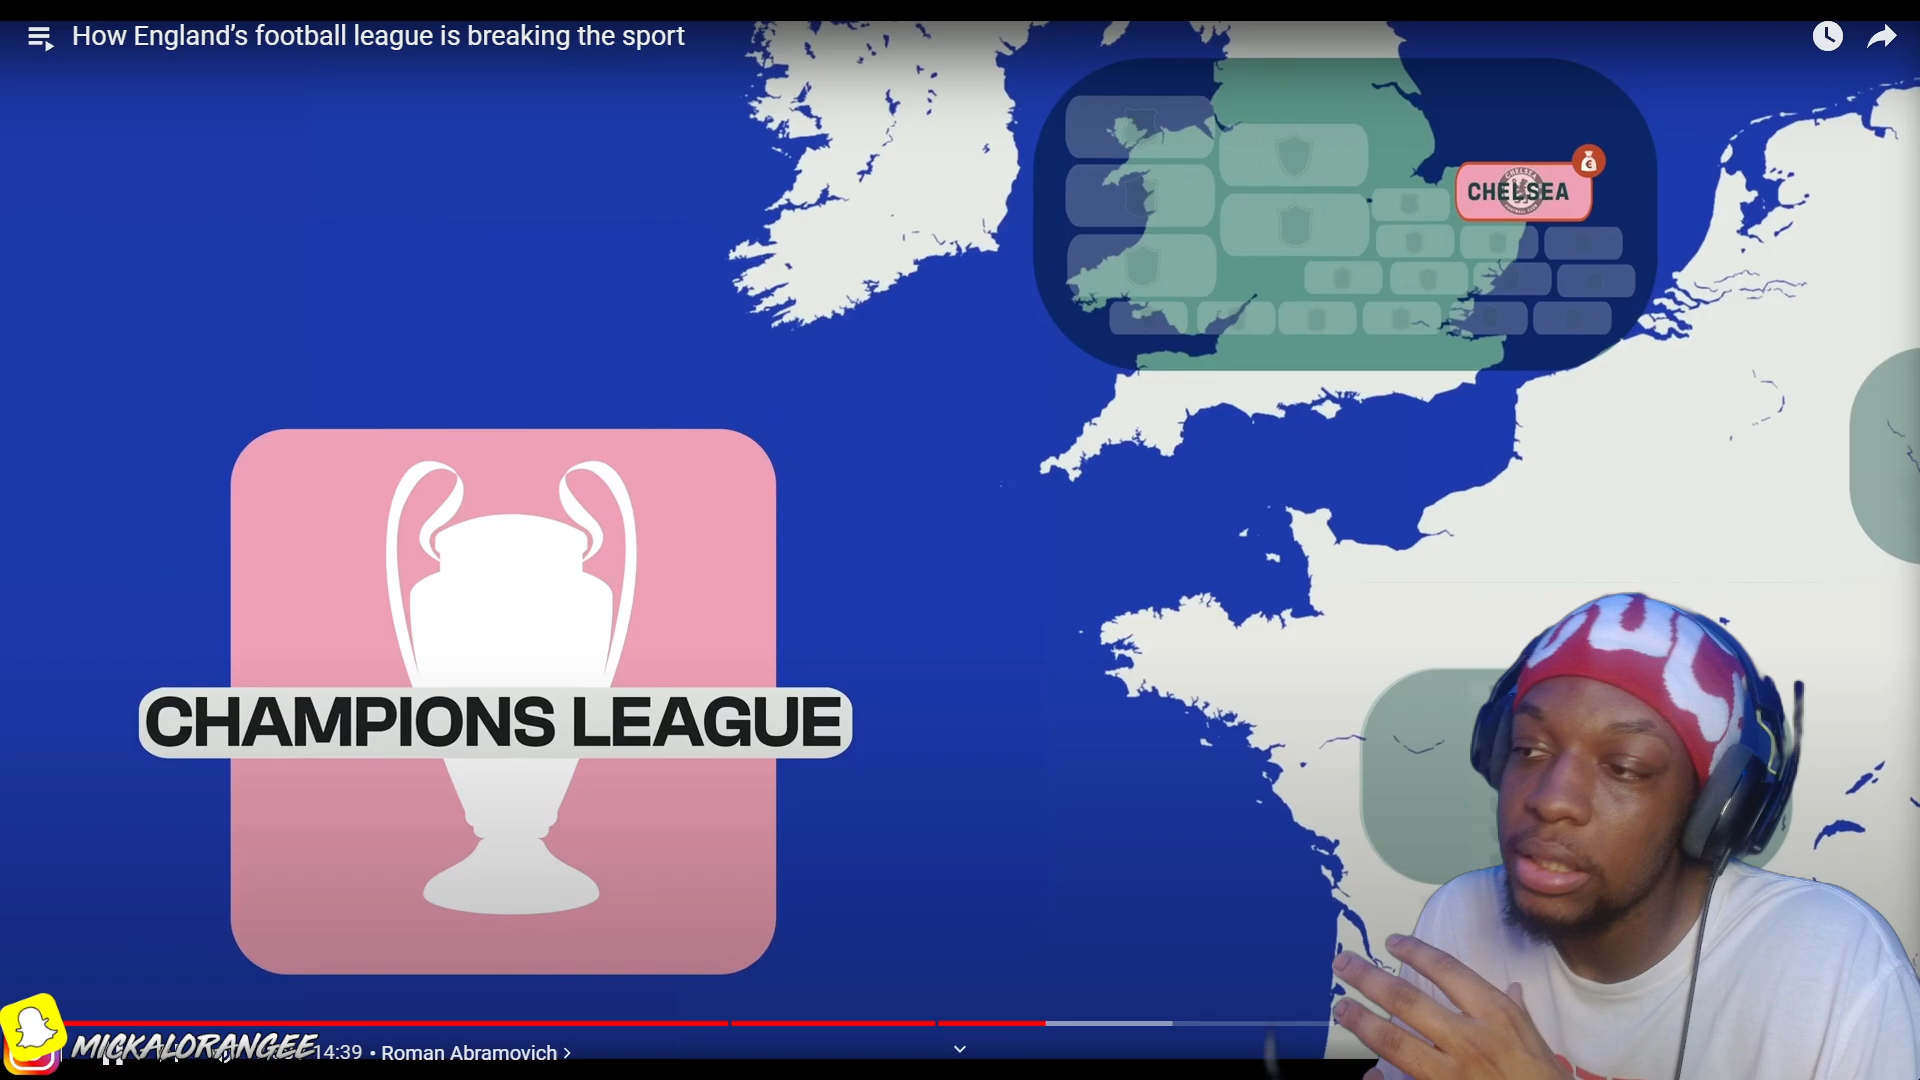 How England’s football league is breaking the sport
CHELSEA
CHAMPIONS LEAGUE
MICKALORANGEE
14:39 • Roman Abramovich